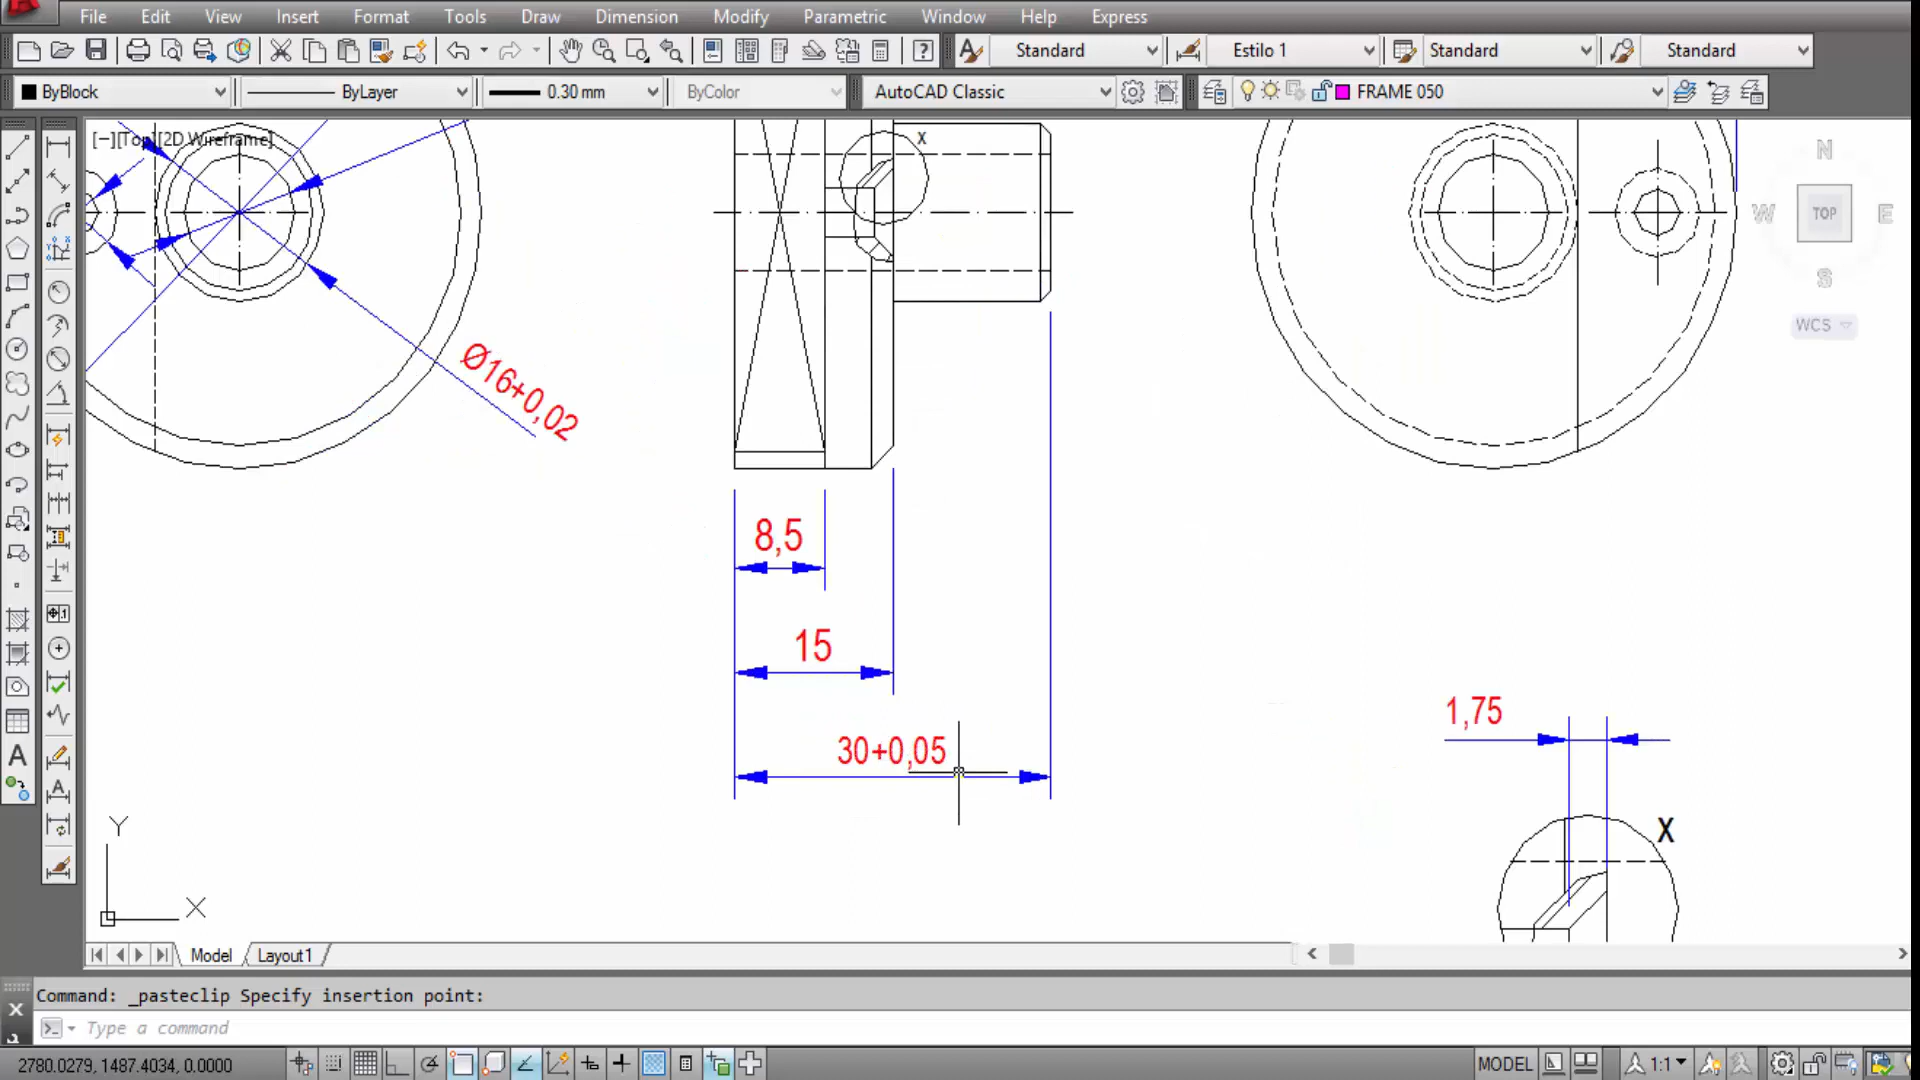 File Edit View Insert Format Tools Draw Dimension Modify Parametric Window Help Express
Standard Estilo 1 Standard Standard
ByBlock ByLayer 0.30 mm ByColor AutoCAD Classic FRAME 050
[−][Top][2D Wireframe]
X
N
W TOP E
S
WCS
Ø16+0,02
8,5
15
30+0,05
1,75
X
Y
X
Model Layout1
Command: _pasteclip Specify insertion point:
Type a command
2780.0279, 1487.4034, 0.0000 MODEL 1:1